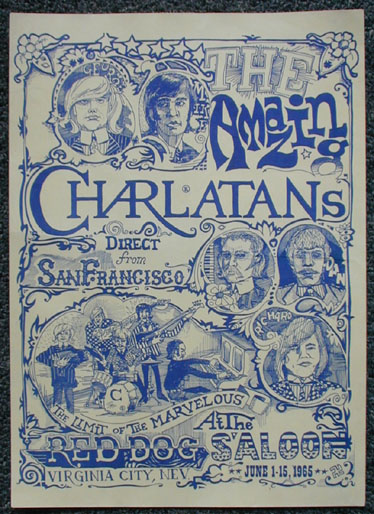 THE
AMAZING
CHARLATANS
DIRECT
from
SAN FRANCISCO
RICHARD
C
THE LIMIT OF THE MARVELOUS
At The
RED DOG SALOON
VIRGINIA CITY, NEV. ★★ JUNE 1-15, 1965 ★★